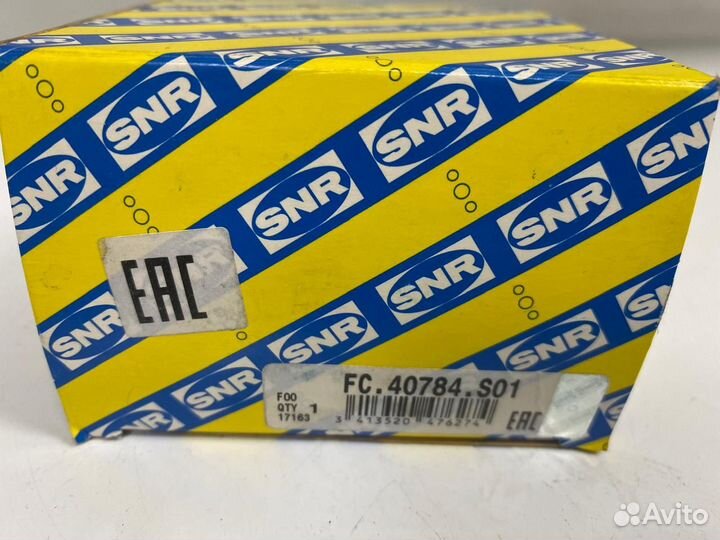 SNR SNR SNR SNR
SNR SNR SNR SNR
SNR SNR SNR SNR
EAC
FC.40784.S01
F00
QTY 1
17163
3 413520 476274
EAC
Avito